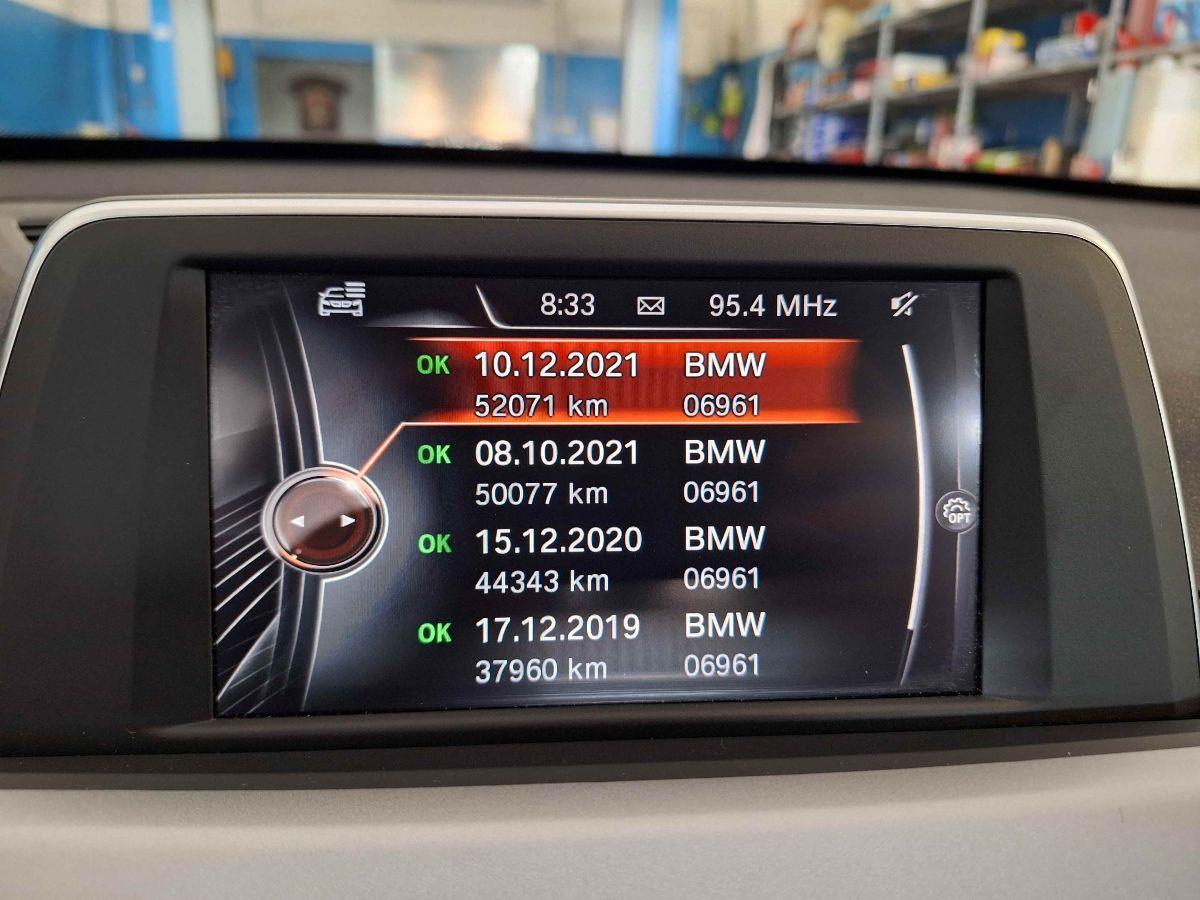 8:33 95.4 MHz
OK 10.12.2021 BMW
52071 km 06961
OK 08.10.2021 BMW
50077 km 06961
OK 15.12.2020 BMW
44343 km 06961
OPT
OK 17.12.2019 BMW
37960 km 06961